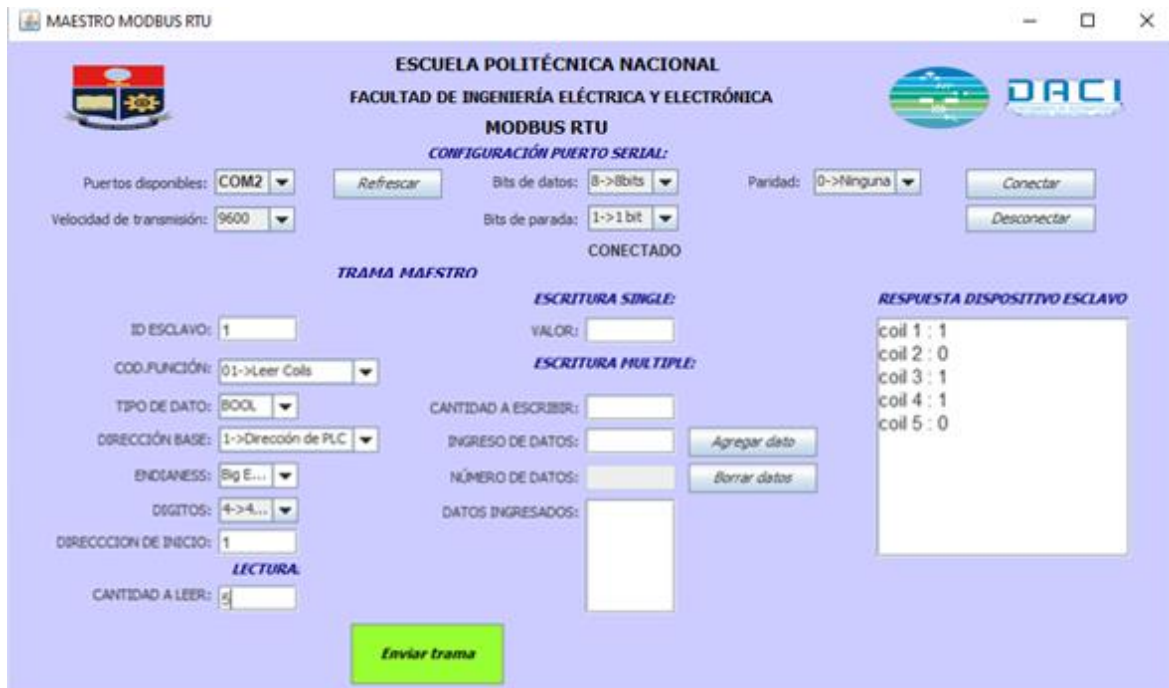 MAESTRO MODBUS RTU
ESCUELA POLITÉCNICA NACIONAL
FACULTAD DE INGENIERÍA ELÉCTRICA Y ELECTRÓNICA
DACI
MODBUS RTU
CONFIGURACIÓN PUERTO SERIAL:
Puertos disponibles: COM2 Refrescar Bits de datos: 8->8bits Paridad: 0->Ninguna Conectar
Velocidad de transmisión: 9600 Bits de parada: 1->1 bit Desconectar
CONECTADO
TRAMA MAESTRO
ESCRITURA SINGLE: RESPUESTA DISPOSITIVO ESCLAVO
ID ESCLAVO: 1 VALOR: coil 1 : 1
coil 2 : 0
COD.FUNCIÓN: 01->Leer Coils ESCRITURA MULTIPLE: coil 3 : 1
TIPO DE DATO: BOOL CANTIDAD A ESCRIBIR: coil 4 : 1
coil 5 : 0
DIRECCIÓN BASE: 1->Dirección de PLC INGRESO DE DATOS: Agregar dato
ENDIANESS: Big E... NÚMERO DE DATOS: Borrar datos
DIGITOS: 4->4... DATOS INGRESADOS:
DIRECCCION DE INICIO: 1
LECTURA:
CANTIDAD A LEER: 5
Enviar trama